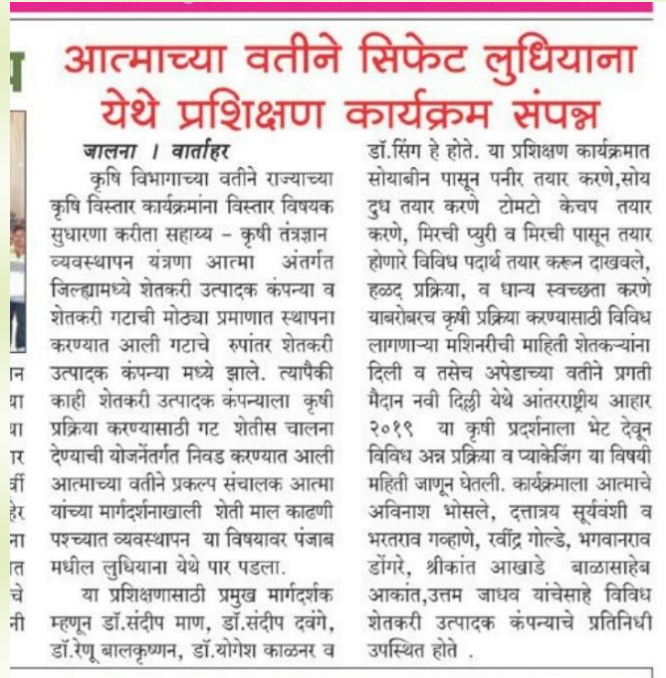 आत्माच्या वतीने सिफेट लुधियाना
येथे प्रशिक्षण कार्यक्रम संपन्न
जालना । वार्ताहर
कृषि विभागाच्या वतीने राज्याच्या
कृषि विस्तार कार्यक्रमांना विस्तार विषयक
सुधारणा करीता सहाय्य – कृषी तंत्रज्ञान
व्यवस्थापन यंत्रणा आत्मा अंतर्गत
जिल्ह्यामध्ये शेतकरी उत्पादक कंपन्या व
शेतकरी गटाची मोठ्या प्रमाणात स्थापना
करण्यात आली गटाचे रुपांतर शेतकरी
उत्पादक कंपन्या मध्ये झाले. त्यापैकी
काही शेतकरी उत्पादक कंपन्याला कृषी
प्रक्रिया करण्यासाठी गट शेतीस चालना
देण्याची योजनेंतर्गत निवड करण्यात आली
आत्माच्या वतीने प्रकल्प संचालक आत्मा
यांच्या मार्गदर्शनाखाली शेती माल काढणी
पश्च्यात व्यवस्थापन या विषयावर पंजाब
मधील लुधियाना येथे पार पडला.
या प्रशिक्षणासाठी प्रमुख मार्गदर्शक
म्हणून डॉ.संदीप माण, डॉ.संदीप दवंगे,
डॉ.रेणू बालकृष्णन, डॉ.योगेश काळनर व
डॉ.सिंग हे होते. या प्रशिक्षण कार्यक्रमात
सोयाबीन पासून पनीर तयार करणे,सोय
दुध तयार करणे टोमटो केचप तयार
करणे, मिरची प्युरी व मिरची पासून तयार
होणारे विविध पदार्थ तयार करून दाखवले,
हळद प्रक्रिया, व धान्य स्वच्छता करणे
याबरोबरच कृषी प्रक्रिया करण्यासाठी विविध
लागणाऱ्या मशिनरीची माहिती शेतकऱ्यांना
दिली व तसेच अपेडाच्या वतीने प्रगती
मैदान नवी दिल्ली येथे आंतरराष्ट्रीय आहार
२०१९ या कृषी प्रदर्शनाला भेट देवून
विविध अन्न प्रक्रिया व प्याकेजिंग या विषयी
महिती जाणून घेतली. कार्यक्रमाला आत्माचे
अविनाश भोसले, दत्तात्रय सूर्यवंशी व
भरतराव गव्हाणे, रवींद्र गोल्डे, भगवानराव
डोंगरे, श्रीकांत आखाडे बाळासाहेब
आकांत,उत्तम जाधव यांचेसाहे विविध
शेतकरी उत्पादक कंपन्याचे प्रतिनिधी
उपस्थित होते .